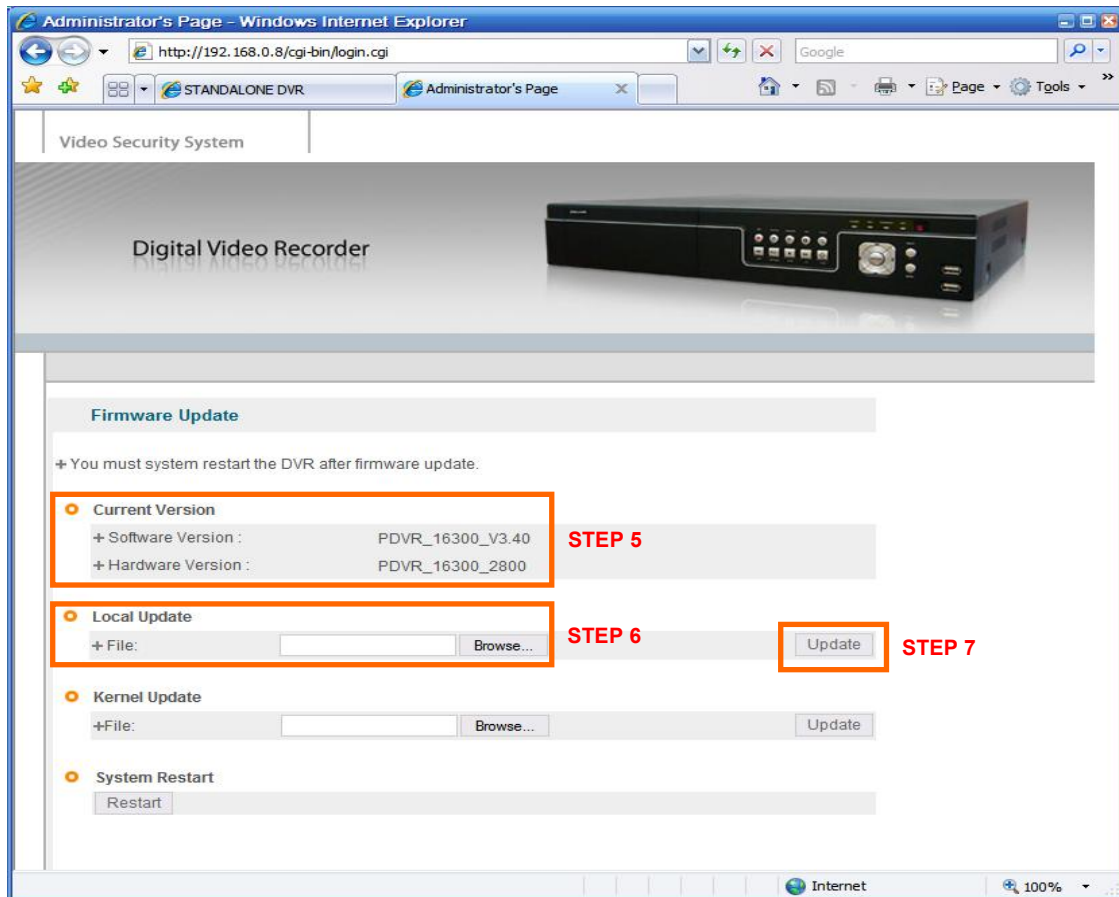 Administrator's Page - Windows Internet Explorer
http://192.168.0.8/cgi-bin/login.cgi
Google
STANDALONE DVR
Administrator's Page
Page
Tools
Video Security System
Digital Video Recorder
Firmware Update
+ You must system restart the DVR after firmware update.
Current Version
+ Software Version : PDVR_16300_V3.40
STEP 5
+ Hardware Version : PDVR_16300_2800
Local Update
+ File: Browse... STEP 6 Update STEP 7
Kernel Update
+File: Browse... Update
System Restart
Restart
Internet 100%